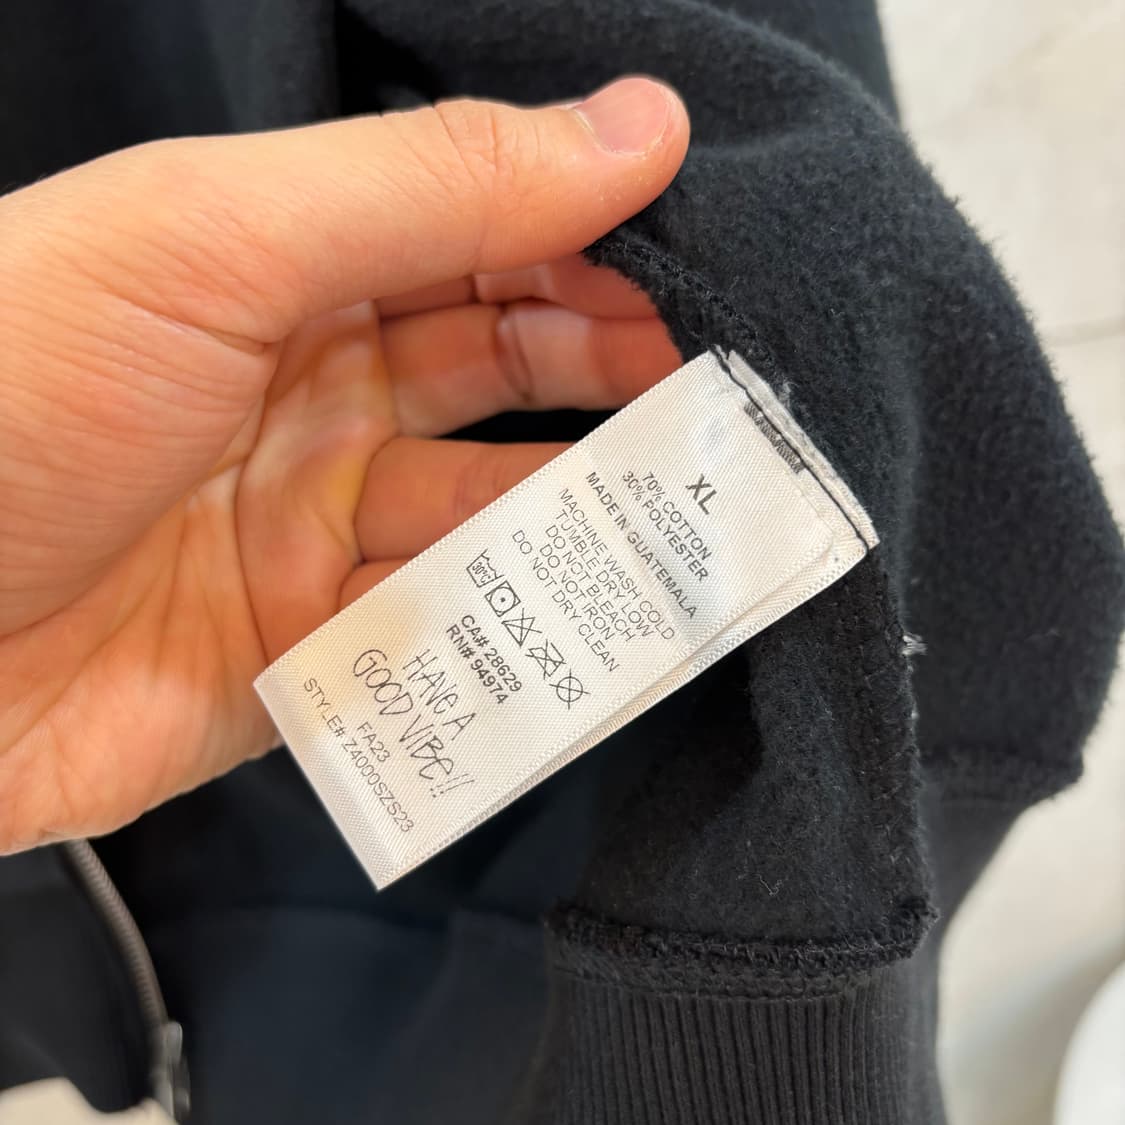 XL
70% COTTON
30% POLYESTER
MADE IN GUATEMALA
MACHINE WASH COLD
TUMBLE DRY LOW
DO NOT BLEACH
DO NOT IRON
DO NOT DRY CLEAN
30°C
CA# 28629
RN# 94974
HAVE A
GOOD VIBE!!
FA23
STYLE# Z4000SZS23